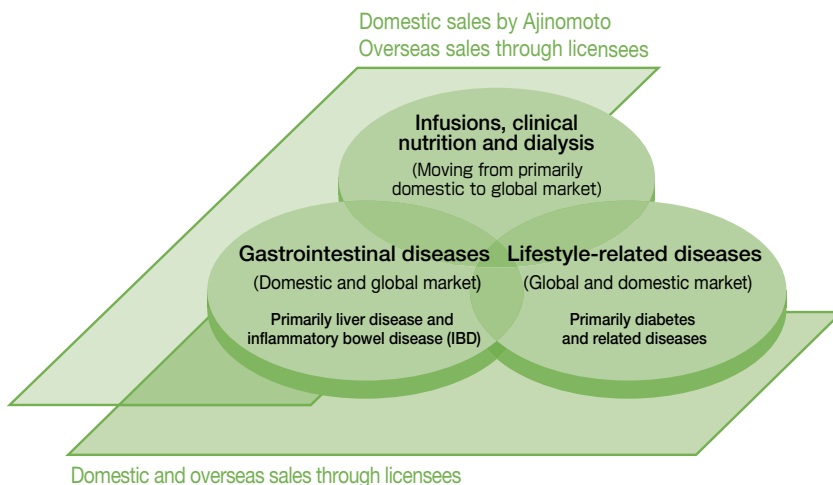 Domestic sales by Ajinomoto
Overseas sales through licensees
Infusions, clinical
nutrition and dialysis
(Moving from primarily
domestic to global market)
Gastrointestinal diseases
(Domestic and global market)
Primarily liver disease and
inflammatory bowel disease (IBD)
Lifestyle-related diseases
(Global and domestic market)
Primarily diabetes
and related diseases
Domestic and overseas sales through licensees